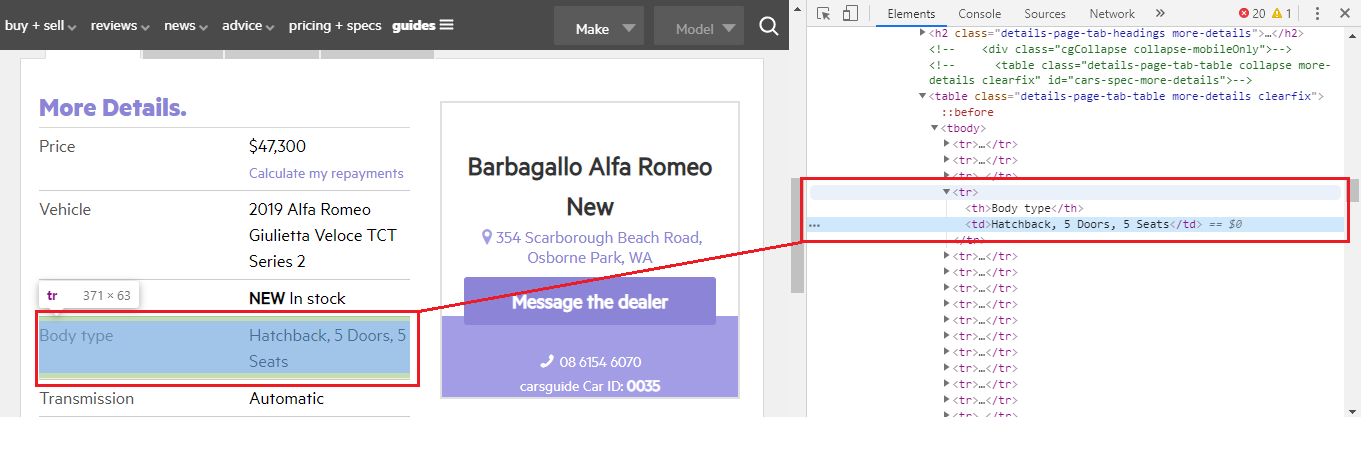 buy + sell reviews news advice pricing + specs guides Make Model
More Details.
Price $47,300
Calculate my repayments
Vehicle 2019 Alfa Romeo
Giulietta Veloce TCT
Series 2
tr 371 × 63
NEW In stock
Body type Hatchback, 5 Doors, 5
Seats
Transmission Automatic
Barbagallo Alfa Romeo
New
354 Scarborough Beach Road,
Osborne Park, WA
Message the dealer
08 6154 6070
carsguide Car ID: 0035
Elements Console Sources Network » 20 1
<h2 class="details-page-tab-headings more-details">…</h2>
<!-- <div class="cgCollapse collapse-mobileOnly">-->
<!-- <table class="details-page-tab-table collapse more-
details clearfix" id="cars-spec-more-details">-->
<table class="details-page-tab-table more-details clearfix">
::before
<tbody>
<tr>…</tr>
<tr>…</tr>
<tr>…</tr>
<tr>
<th>Body type</th>
<td>Hatchback, 5 Doors, 5 Seats</td> == $0
</tr>
<tr>…</tr>
<tr>…</tr>
<tr>…</tr>
<tr>…</tr>
<tr>…</tr>
<tr>…</tr>
<tr>…</tr>
<tr>…</tr>
<tr>…</tr>
<tr>…</tr>
<tr>…</tr>